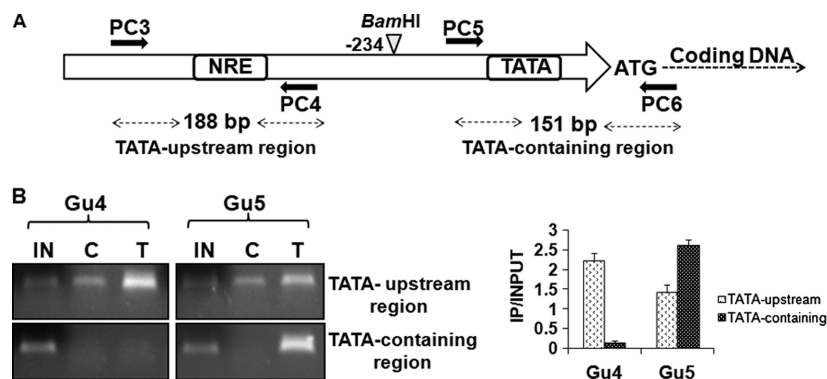 A
PC3
NRE
PC4
BamHI
-234
PC5
TATA
ATG
Coding DNA
PC6
188 bp
TATA-upstream region
151 bp
TATA-containing region
B
Gu4
Gu5
IN C T
IN C T
TATA- upstream
region
TATA-containing
region
IP/INPUT
3
2.5
2
1.5
1
0.5
0
Gu4
Gu5
TATA-upstream
TATA-containing